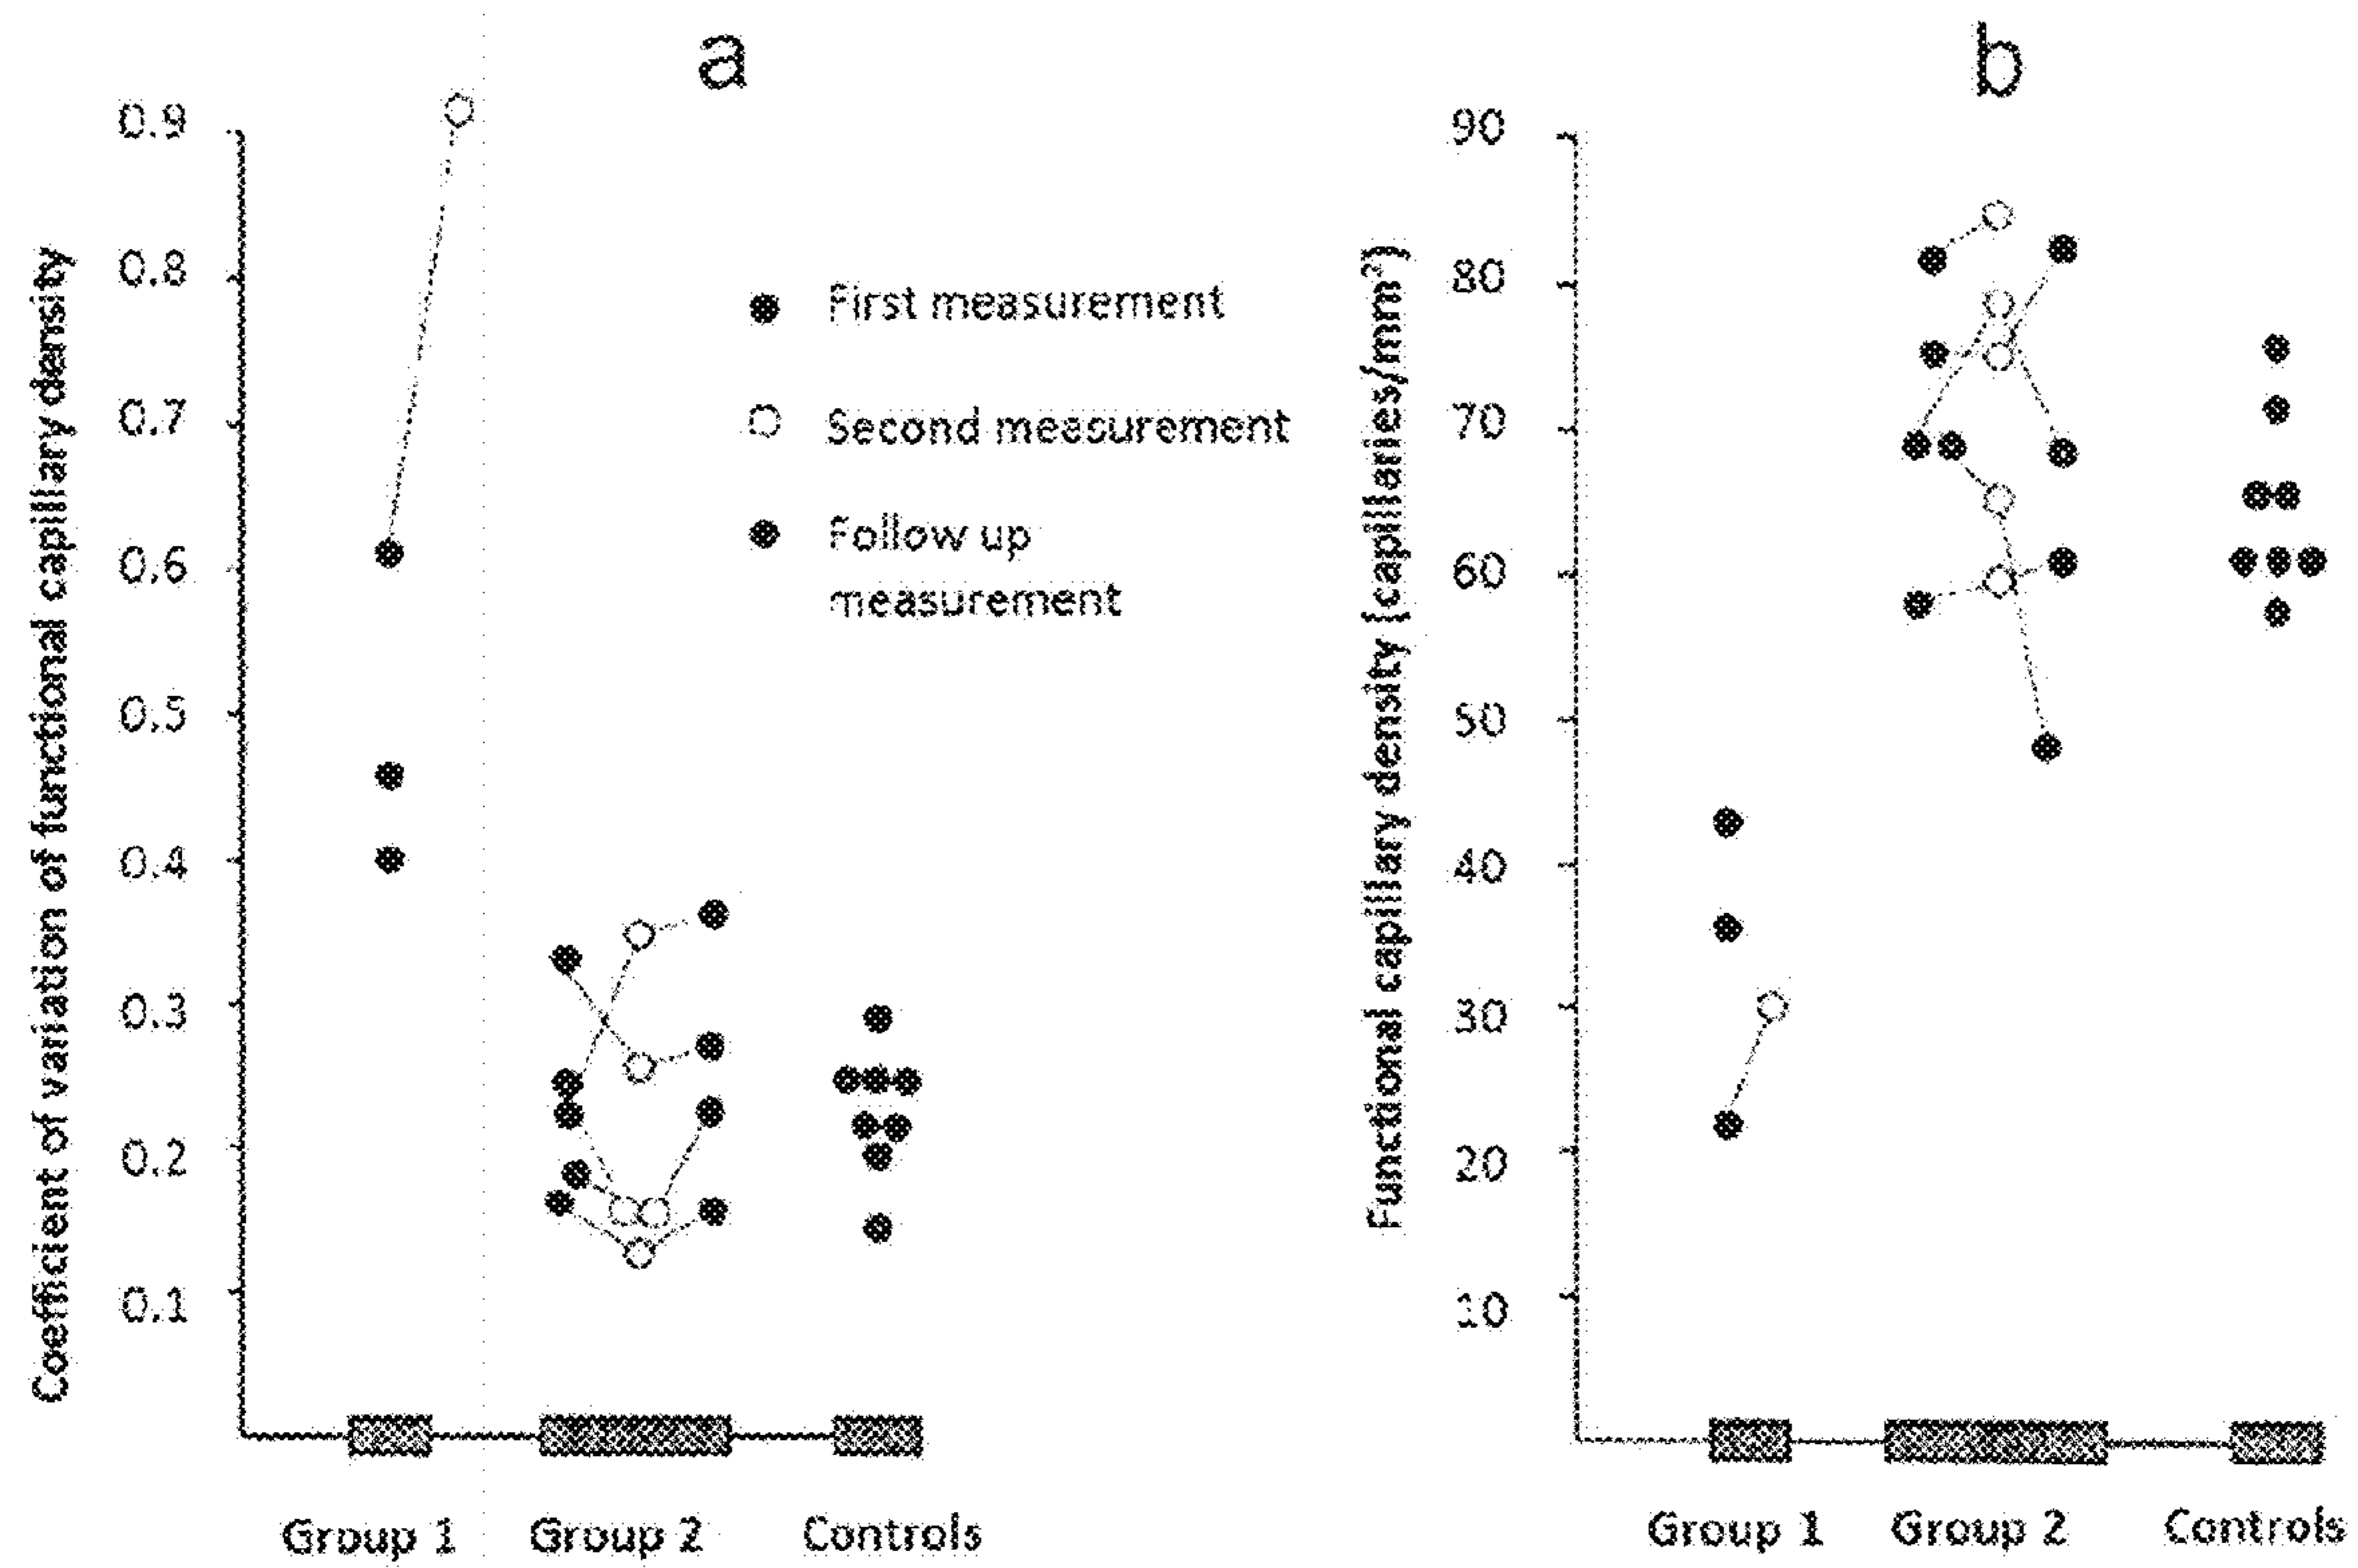 a
Coefficient of variation of functional capillary density
0.9
0.8
0.7
0.6
0.5
0.4
0.3
0.2
0.1
First measurement
Second measurement
Follow up
measurement
Group 1
Group 2
Controls
b
Functional capillary density (capillaries/mm²)
90
80
70
60
50
40
30
20
10
Group 1
Group 2
Controls